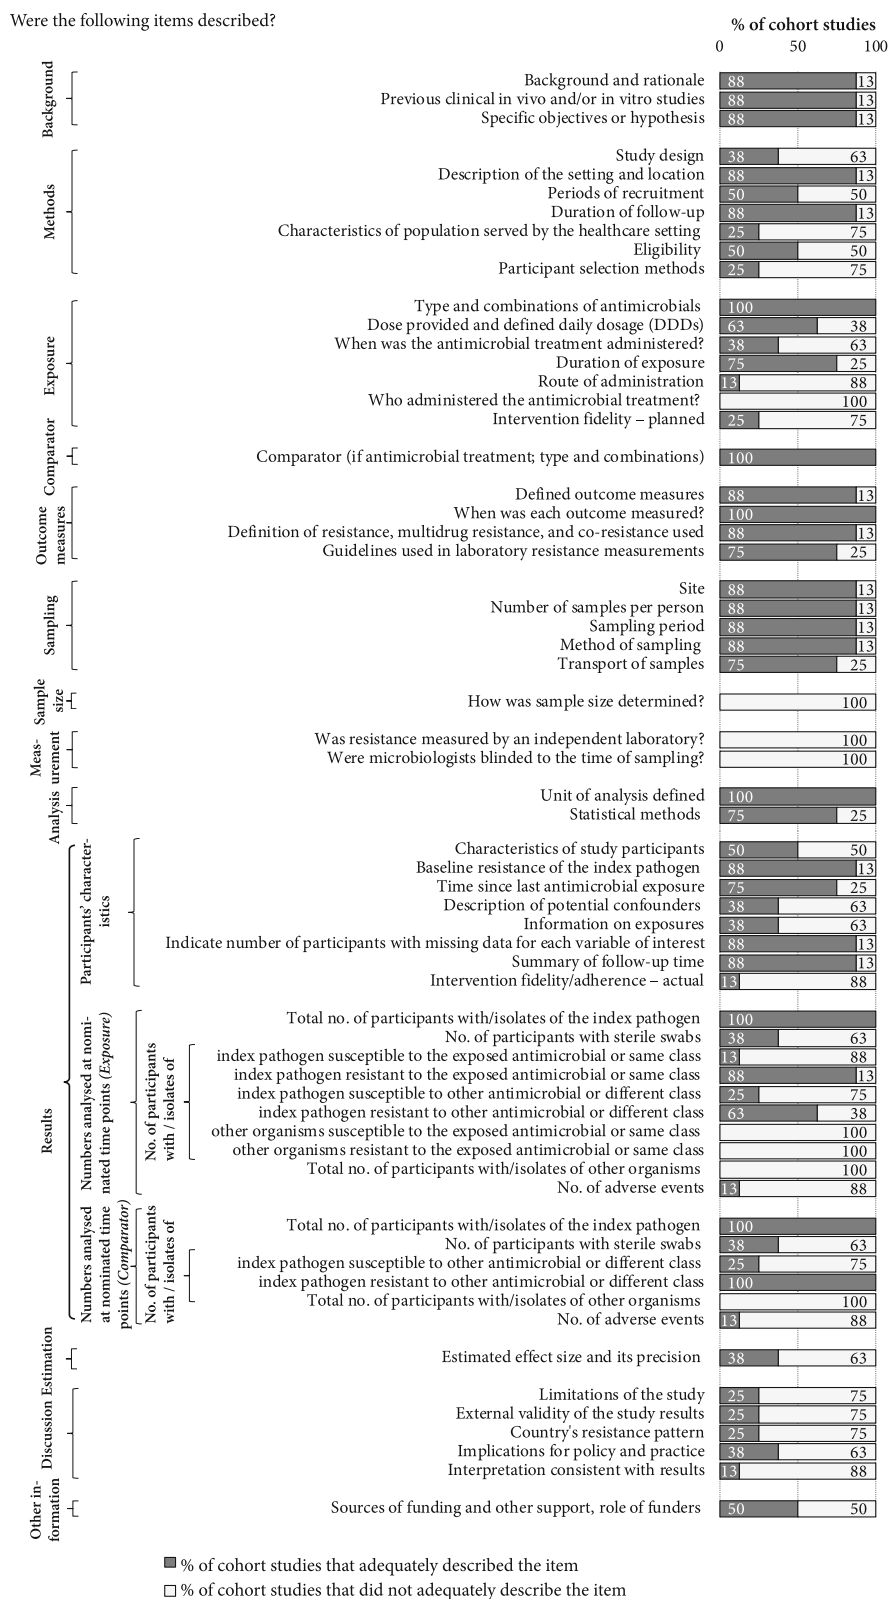 Were the following items described?
% of cohort studies
0 50 100
Background
Background and rationale 88 13
Previous clinical in vivo and/or in vitro studies 88 13
Specific objectives or hypothesis 88 13
Methods
Study design 38 63
Description of the setting and location 88 13
Periods of recruitment 50 50
Duration of follow-up 88 13
Characteristics of population served by the healthcare setting 25 75
Eligibility 50 50
Participant selection methods 25 75
Exposure
Type and combinations of antimicrobials 100
Dose provided and defined daily dosage (DDDs) 63 38
When was the antimicrobial treatment administered? 38 63
Duration of exposure 75 25
Route of administration 13 88
Who administered the antimicrobial treatment? 100
Intervention fidelity – planned 25 75
Comparator
Comparator (if antimicrobial treatment; type and combinations) 100
Outcome
measures
Defined outcome measures 88 13
When was each outcome measured? 100
Definition of resistance, multidrug resistance, and co-resistance used 88 13
Guidelines used in laboratory resistance measurements 75 25
Sampling
Site 88 13
Number of samples per person 88 13
Sampling period 88 13
Method of sampling 88 13
Transport of samples 75 25
Sample
size
How was sample size determined? 100
Meas-
urement
Was resistance measured by an independent laboratory? 100
Were microbiologists blinded to the time of sampling? 100
Analysis
Unit of analysis defined 100
Statistical methods 75 25
Results
Participants' character-
istics
Characteristics of study participants 50 50
Baseline resistance of the index pathogen 88 13
Time since last antimicrobial exposure 75 25
Description of potential confounders 38 63
Information on exposures 38 63
Indicate number of participants with missing data for each variable of interest 88 13
Summary of follow-up time 88 13
Intervention fidelity/adherence – actual 13 88
Numbers analysed at nomi-
nated time points (Exposure)
No. of participants
with / isolates of
Total no. of participants with/isolates of the index pathogen 100
No. of participants with sterile swabs 38 63
index pathogen susceptible to the exposed antimicrobial or same class 13 88
index pathogen resistant to the exposed antimicrobial or same class 88 13
index pathogen susceptible to other antimicrobial or different class 25 75
index pathogen resistant to other antimicrobial or different class 63 38
other organisms susceptible to the exposed antimicrobial or same class 100
other organisms resistant to the exposed antimicrobial or same class 100
Total no. of participants with/isolates of other organisms 100
No. of adverse events 13 88
Numbers analysed
at nominated time
points (Comparator)
No. of participants
with / isolates of
Total no. of participants with/isolates of the index pathogen 100
No. of participants with sterile swabs 38 63
index pathogen susceptible to other antimicrobial or different class 25 75
index pathogen resistant to other antimicrobial or different class 100
Total no. of participants with/isolates of other organisms 100
No. of adverse events 13 88
Estimation
Estimated effect size and its precision 38 63
Discussion
Limitations of the study 25 75
External validity of the study results 25 75
Country's resistance pattern 25 75
Implications for policy and practice 38 63
Interpretation consistent with results 13 88
Other in-
formation
Sources of funding and other support, role of funders 50 50
% of cohort studies that adequately described the item
% of cohort studies that did not adequately describe the item